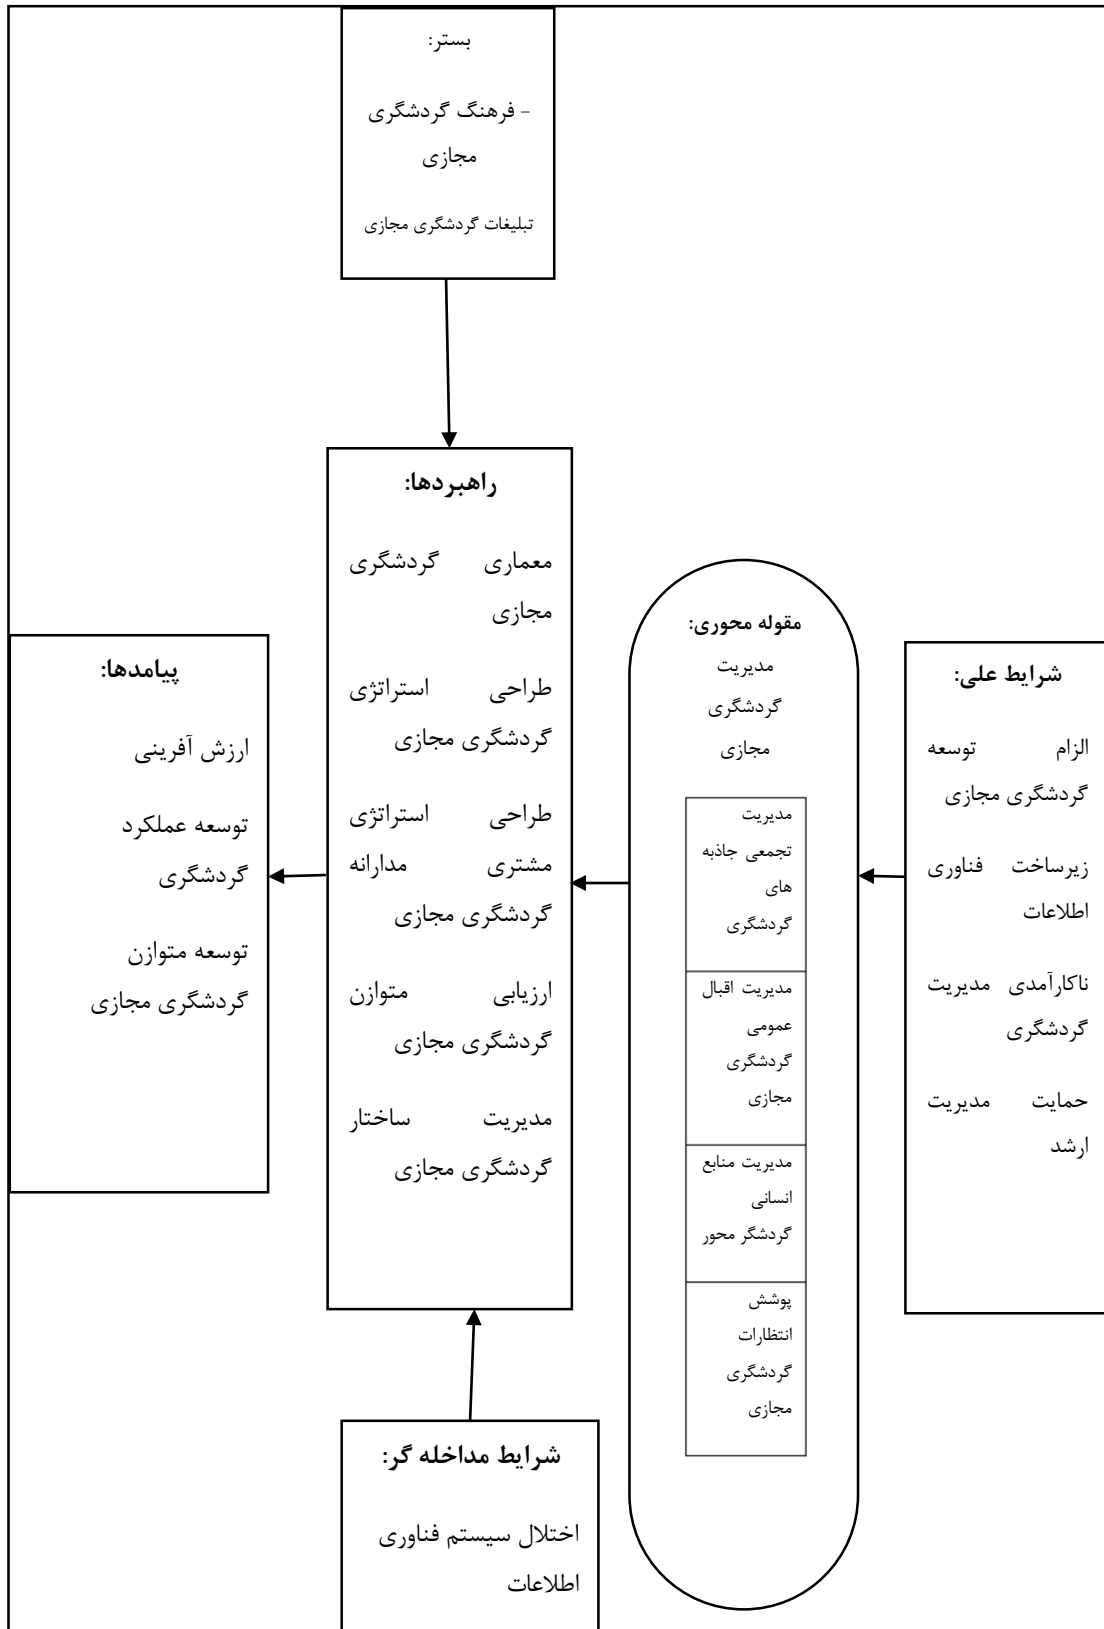 بستر:
- فرهنگ گردشگری
مجازی
تبلیغات گردشگری مجازی
شرایط علی:
الزام توسعه
گردشگری مجازی
زیرساخت فناوری
اطلاعات
ناکارآمدی مدیریت
گردشگری
حمایت مدیریت
ارشد
مقوله محوری:
مدیریت
گردشگری
مجازی
مدیریت
تجمعی جاذبه
های
گردشگری
مدیریت اقبال
عمومی
گردشگری
مجازی
مدیریت منابع
انسانی
گردشگر محور
پوشش
انتظارات
گردشگری
مجازی
راهبردها:
معماری گردشگری
مجازی
طراحی استراتژی
گردشگری مجازی
طراحی استراتژی
مشتری مدارانه
گردشگری مجازی
ارزیابی متوازن
گردشگری مجازی
مدیریت ساختار
گردشگری مجازی
پیامدها:
ارزش آفرینی
توسعه عملکرد
گردشگری
توسعه متوازن
گردشگری مجازی
شرایط مداخله گر:
اختلال سیستم فناوری
اطلاعات